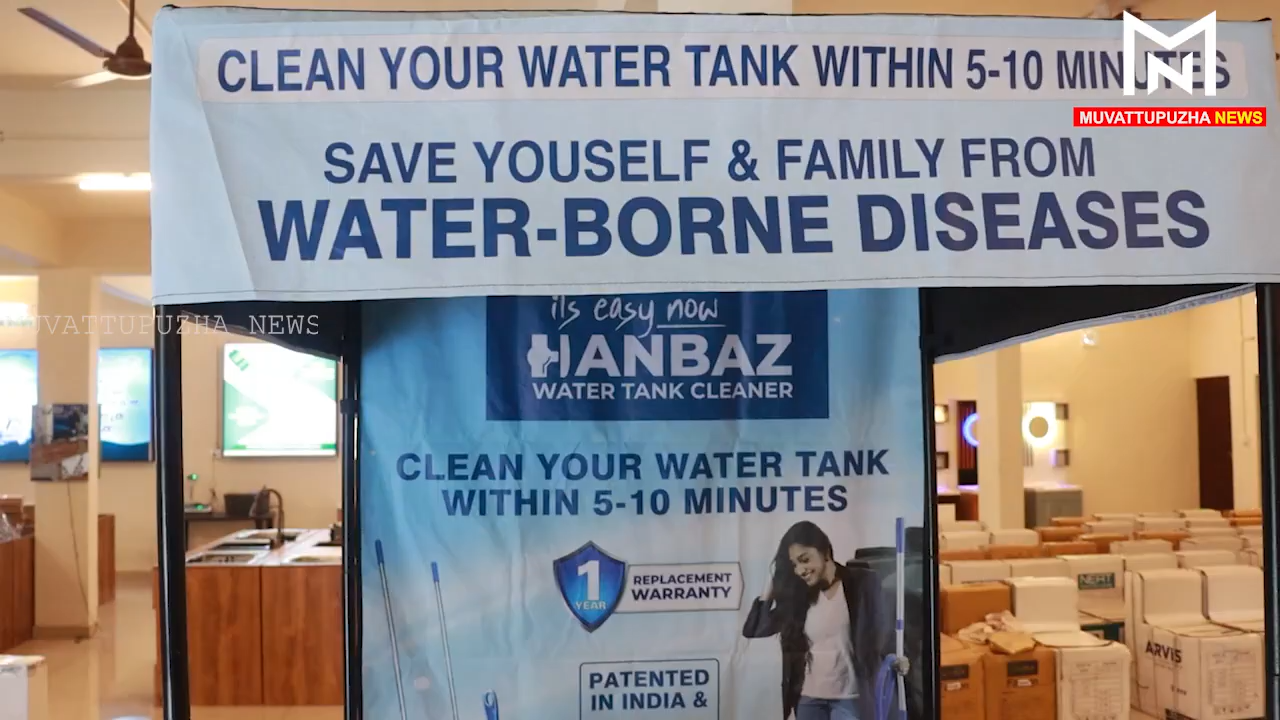 CLEAN YOUR WATER TANK WITHIN 5-10 MINUTES
MUVATTUPUZHA NEWS
SAVE YOUSELF & FAMILY FROM
WATER-BORNE DISEASES
MUVATTUPUZHA NEWS
its easy now
HANBAZ
WATER TANK CLEANER
CLEAN YOUR WATER TANK
WITHIN 5-10 MINUTES
1
YEAR
REPLACEMENT
WARRANTY
PATENTED
IN INDIA &
ARVIS